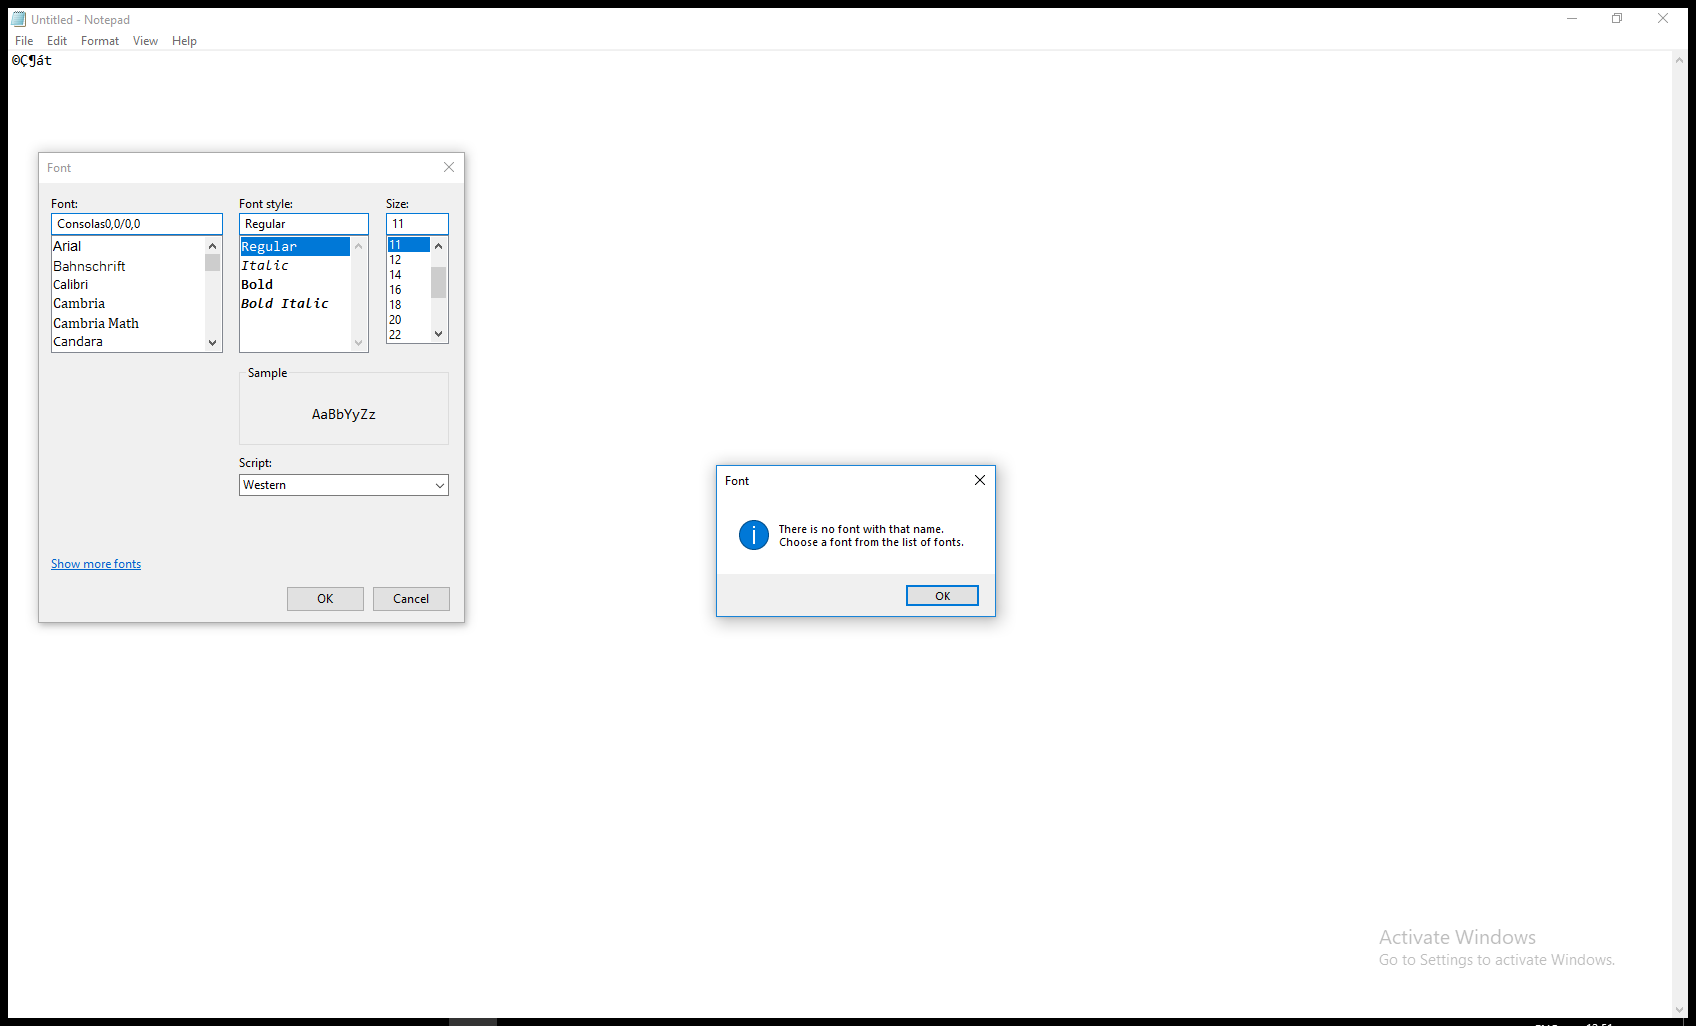 Untitled - Notepad
File Edit Format View Help
©Ç¶át
Font
Font: Font style: Size:
Consolas0,0/0,0 Regular 11
Arial
Bahnschrift
Calibri
Cambria
Cambria Math
Candara
Regular
Italic
Bold
Bold Italic
11
12
14
16
18
20
22
Sample
AaBbYyZz
Script:
Western
Show more fonts
OK Cancel
Font
There is no font with that name.
Choose a font from the list of fonts.
OK
Activate Windows
Go to Settings to activate Windows.